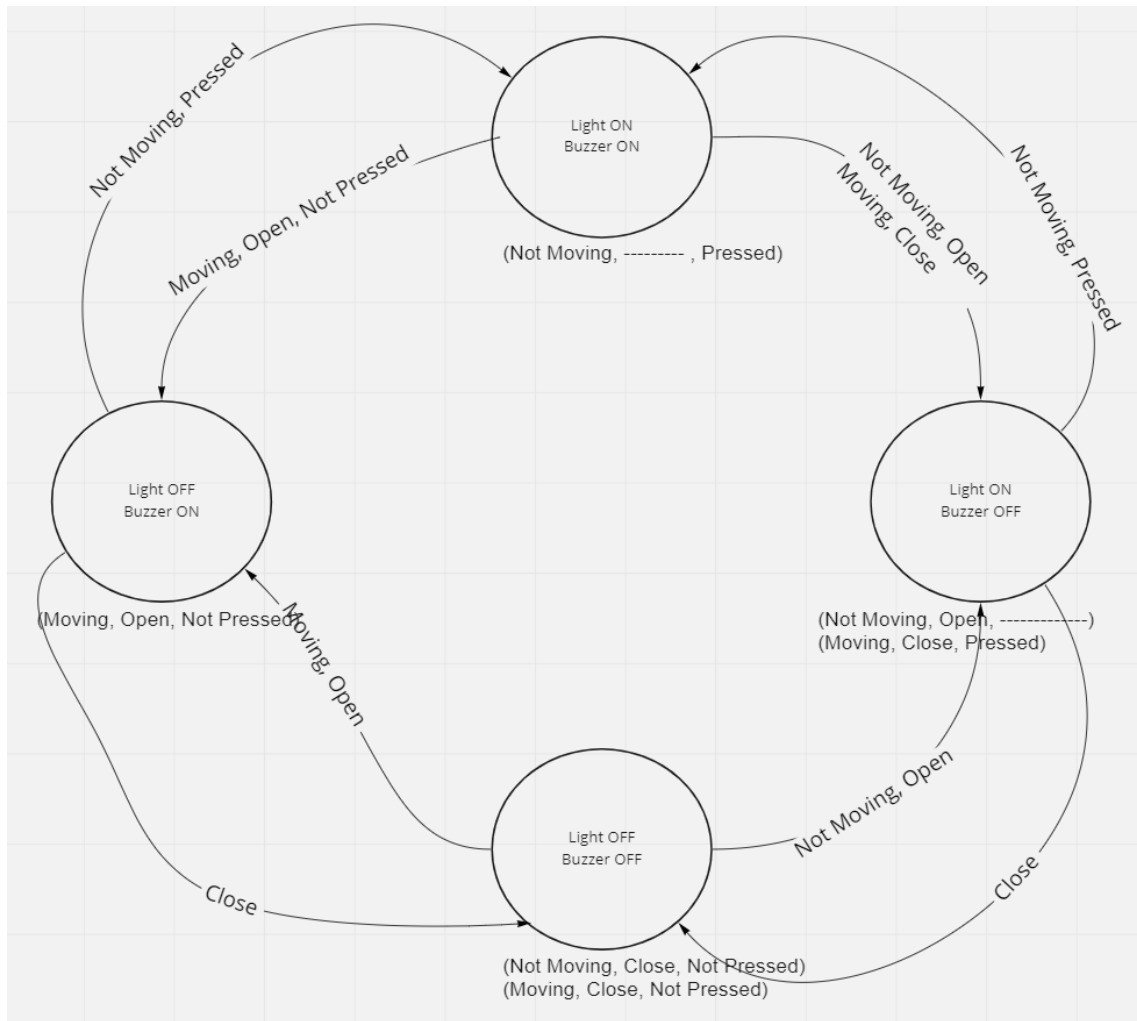 Not Moving, Pressed
Light ON
Buzzer ON
Moving, Open, Not Pressed
Not Moving, Open
Moving, Close
Not Moving, Pressed
(Not Moving, --------- , Pressed)
Light OFF
Buzzer ON
Light ON
Buzzer OFF
(Moving, Open, Not Pressed)
(Not Moving, Open, -------------)
(Moving, Close, Pressed)
Moving, Open
Not Moving, Open
Light OFF
Buzzer OFF
Close
Close
(Not Moving, Close, Not Pressed)
(Moving, Close, Not Pressed)